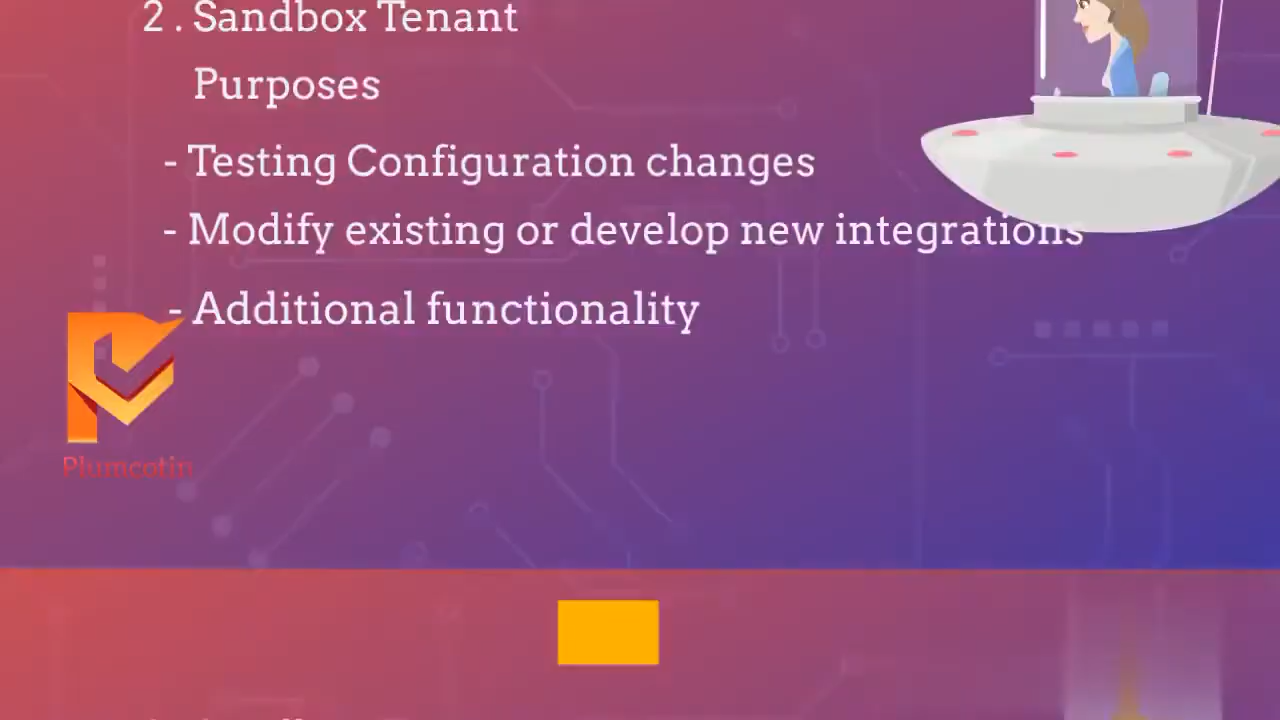 2 . Sandbox Tenant
Purposes
- Testing Configuration changes
- Modify existing or develop new integrations
- Additional functionality
Plumcotin